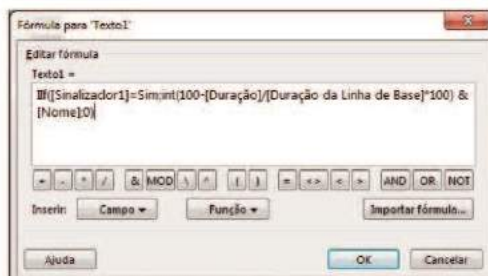 Fórmula para 'Texto1'
Editar fórmula
Texto1 =
IIf([Sinalizador1]=Sim;int(100-[Duração]/[Duração da Linha de Base]*100) &
[Nome];0)
+ - * / & MOD \ ^ ( ) = <> < > AND OR NOT
Inserir: Campo Função Importar fórmula...
Ajuda OK Cancelar